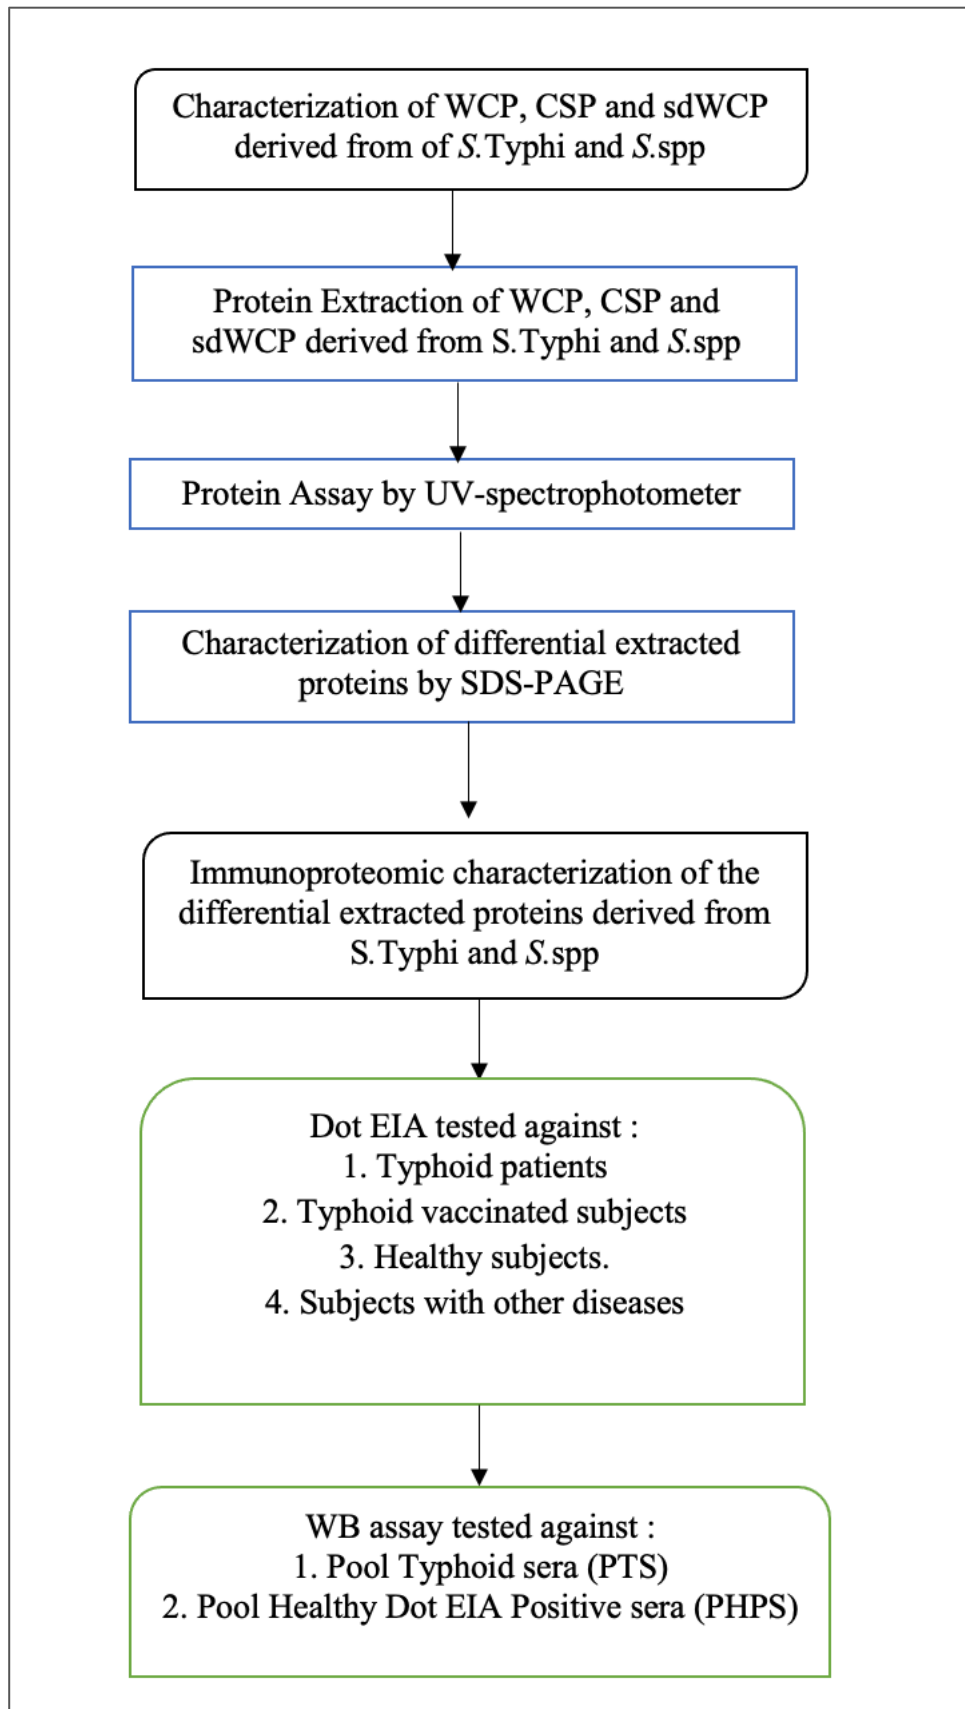 Characterization of WCP, CSP and sdWCP
derived from of S.Typhi and S.spp
Protein Extraction of WCP, CSP and
sdWCP derived from S.Typhi and S.spp
Protein Assay by UV-spectrophotometer
Characterization of differential extracted
proteins by SDS-PAGE
Immunoproteomic characterization of the
differential extracted proteins derived from
S.Typhi and S.spp
Dot EIA tested against :
1. Typhoid patients
2. Typhoid vaccinated subjects
3. Healthy subjects.
4. Subjects with other diseases
WB assay tested against :
1. Pool Typhoid sera (PTS)
2. Pool Healthy Dot EIA Positive sera (PHPS)